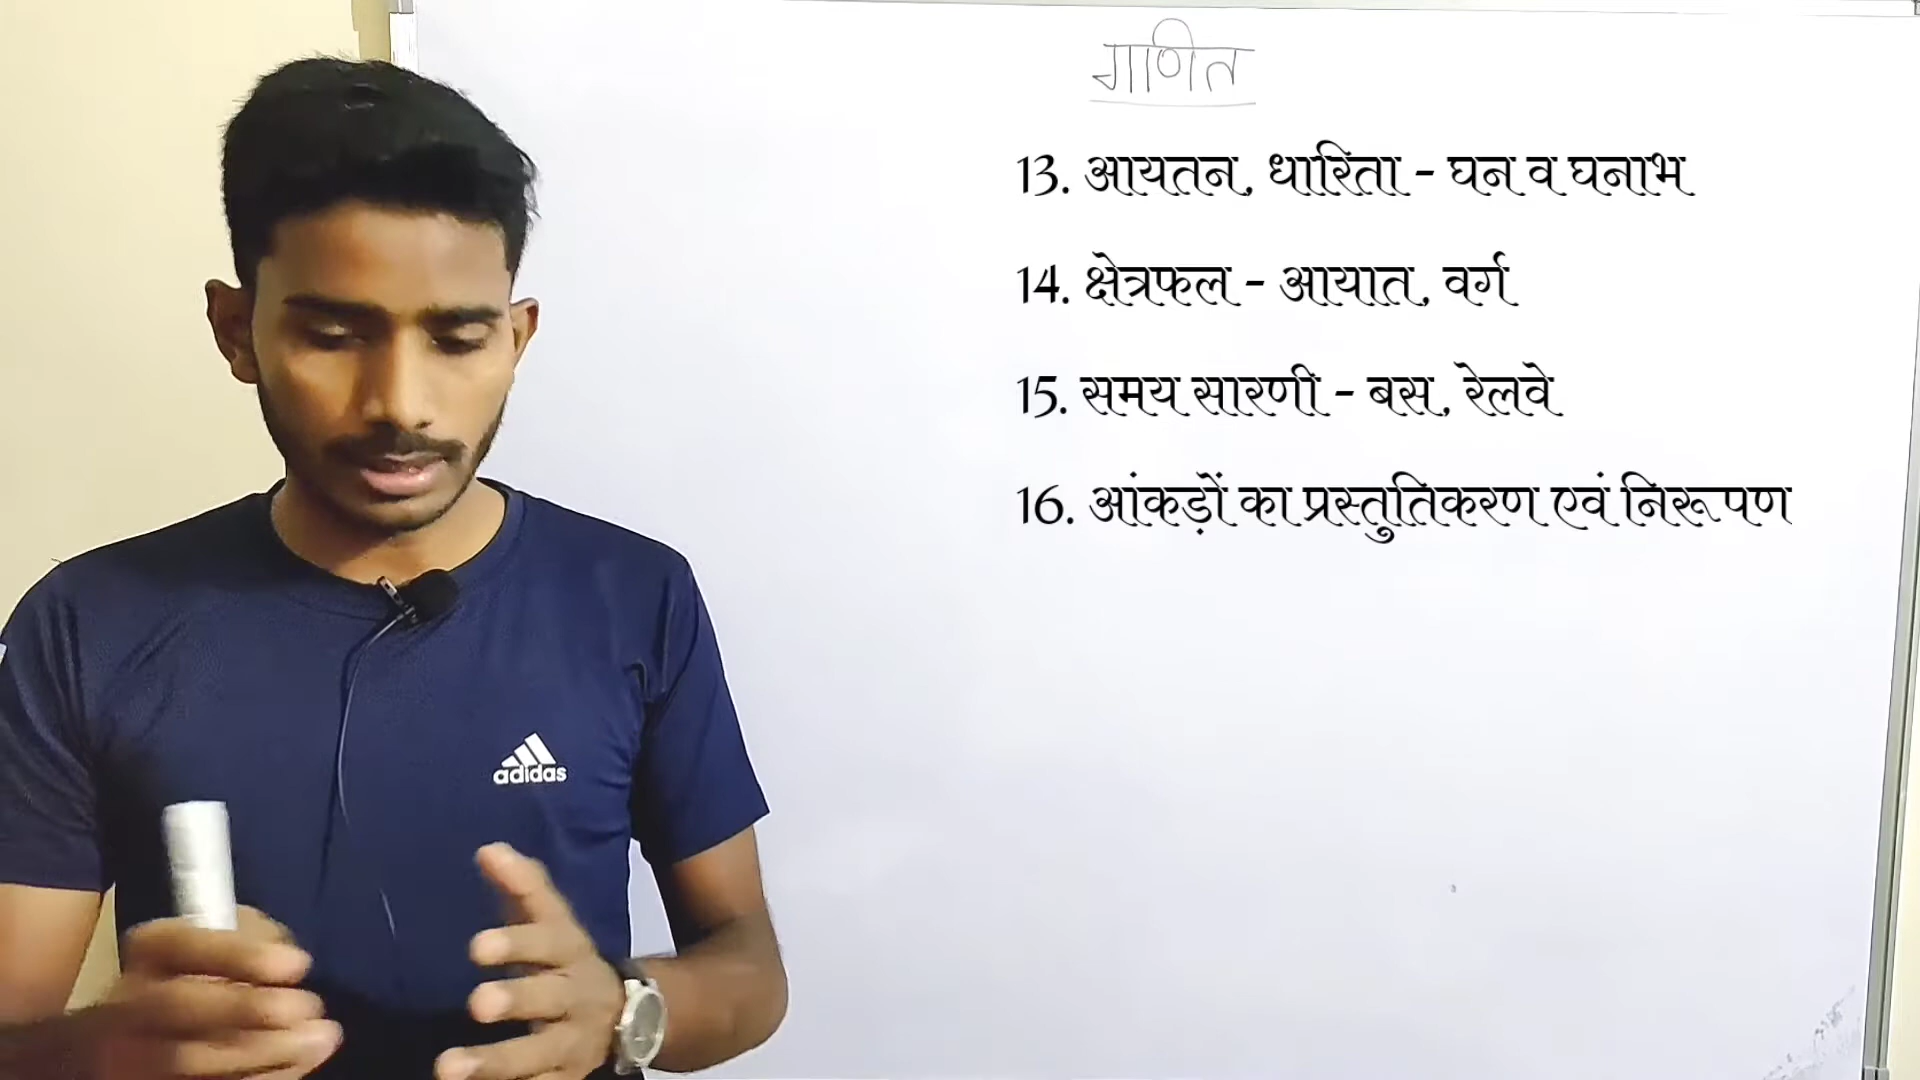 गणित
13. आयतन, धारिता - घन व घनाभ
14. क्षेत्रफल - आयात, वर्ग
15. समय सारणी - बस, रेलवे
16. आंकड़ों का प्रस्तुतिकरण एवं निरूपण
adidas